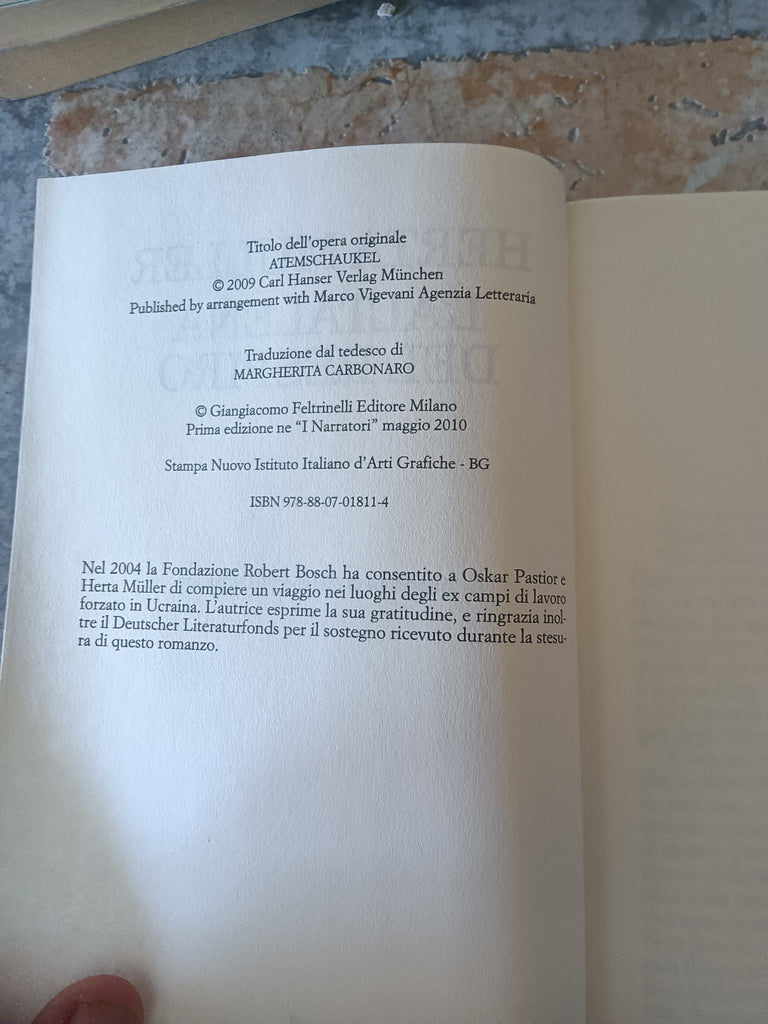 Titolo dell'opera originale
ATEMSCHAUKEL
© 2009 Carl Hanser Verlag München
Published by arrangement with Marco Vigevani Agenzia Letteraria
Traduzione dal tedesco di
MARGHERITA CARBONARO
© Giangiacomo Feltrinelli Editore Milano
Prima edizione ne “I Narratori” maggio 2010
Stampa Nuovo Istituto Italiano d'Arti Grafiche - BG
ISBN 978-88-07-01811-4
Nel 2004 la Fondazione Robert Bosch ha consentito a Oskar Pastior e
Herta Müller di compiere un viaggio nei luoghi degli ex campi di lavoro
forzato in Ucraina. L'autrice esprime la sua gratitudine, e ringrazia inol-
tre il Deutscher Literaturfonds per il sostegno ricevuto durante la stesu-
ra di questo romanzo.